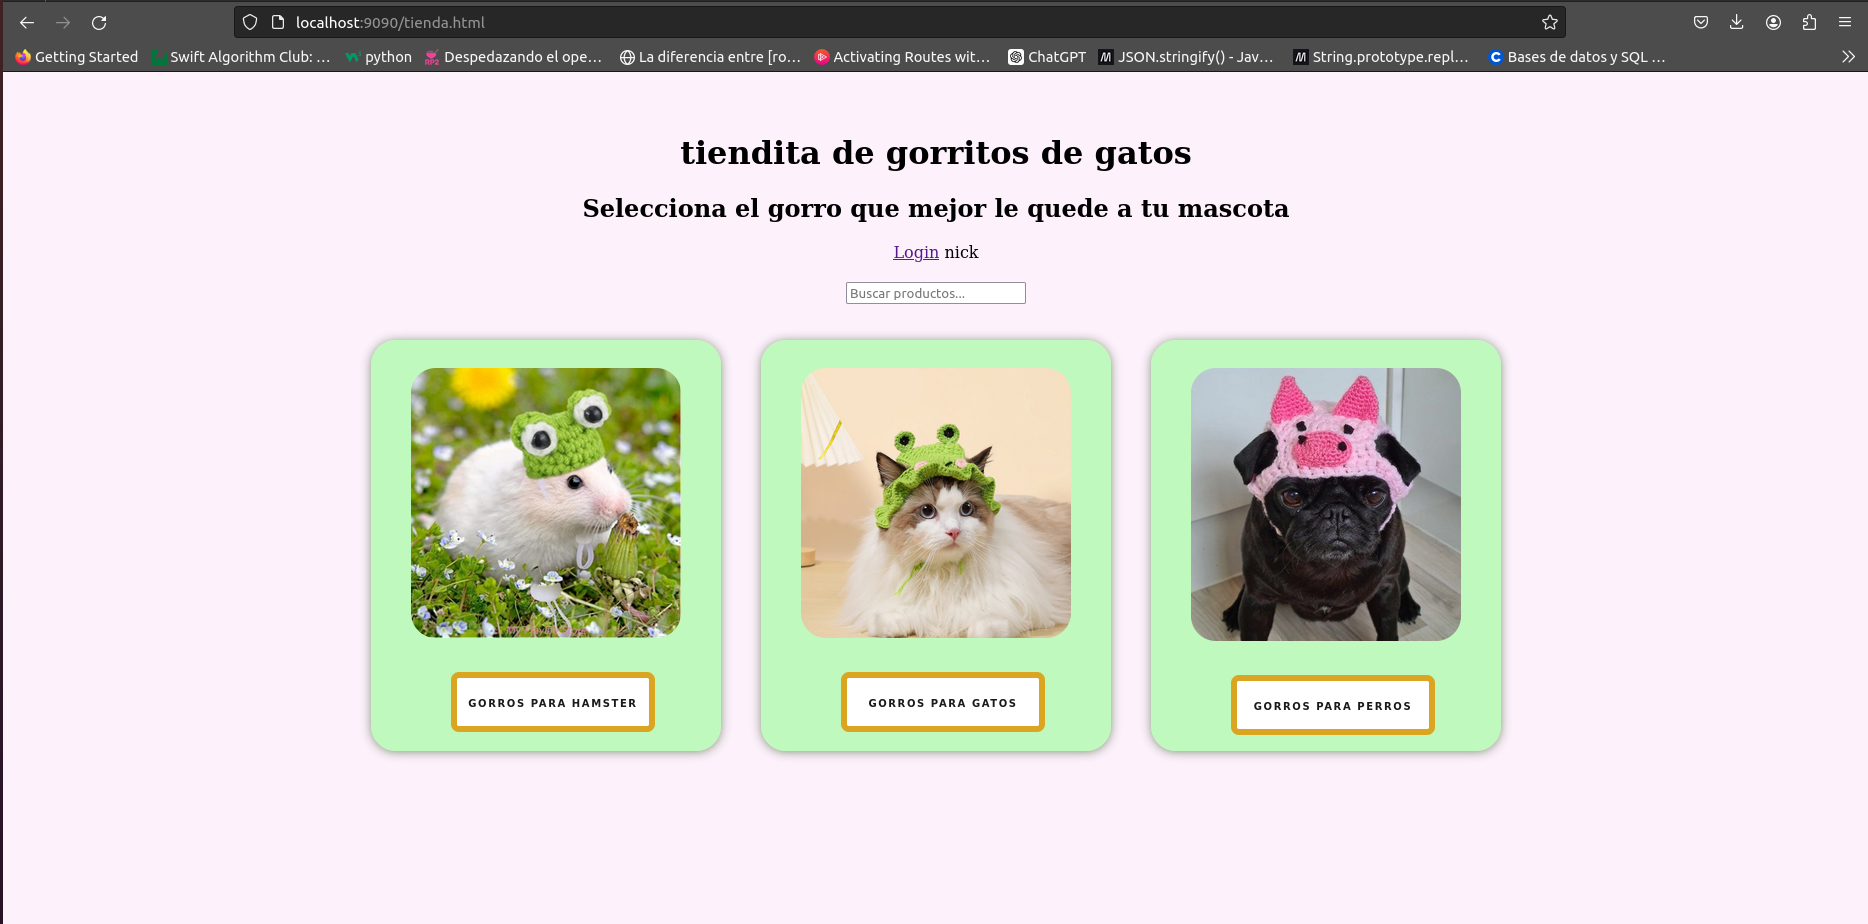 localhost:9090/tienda.html
Getting Started Swift Algorithm Club: ... python Despedazando el ope... La diferencia entre [ro... Activating Routes wit... ChatGPT JSON.stringify() - Jav... String.prototype.repl... Bases de datos y SQL ...
tiendita de gorritos de gatos
Selecciona el gorro que mejor le quede a tu mascota
Login nick
Buscar productos...
GORROS PARA HAMSTER GORROS PARA GATOS GORROS PARA PERROS